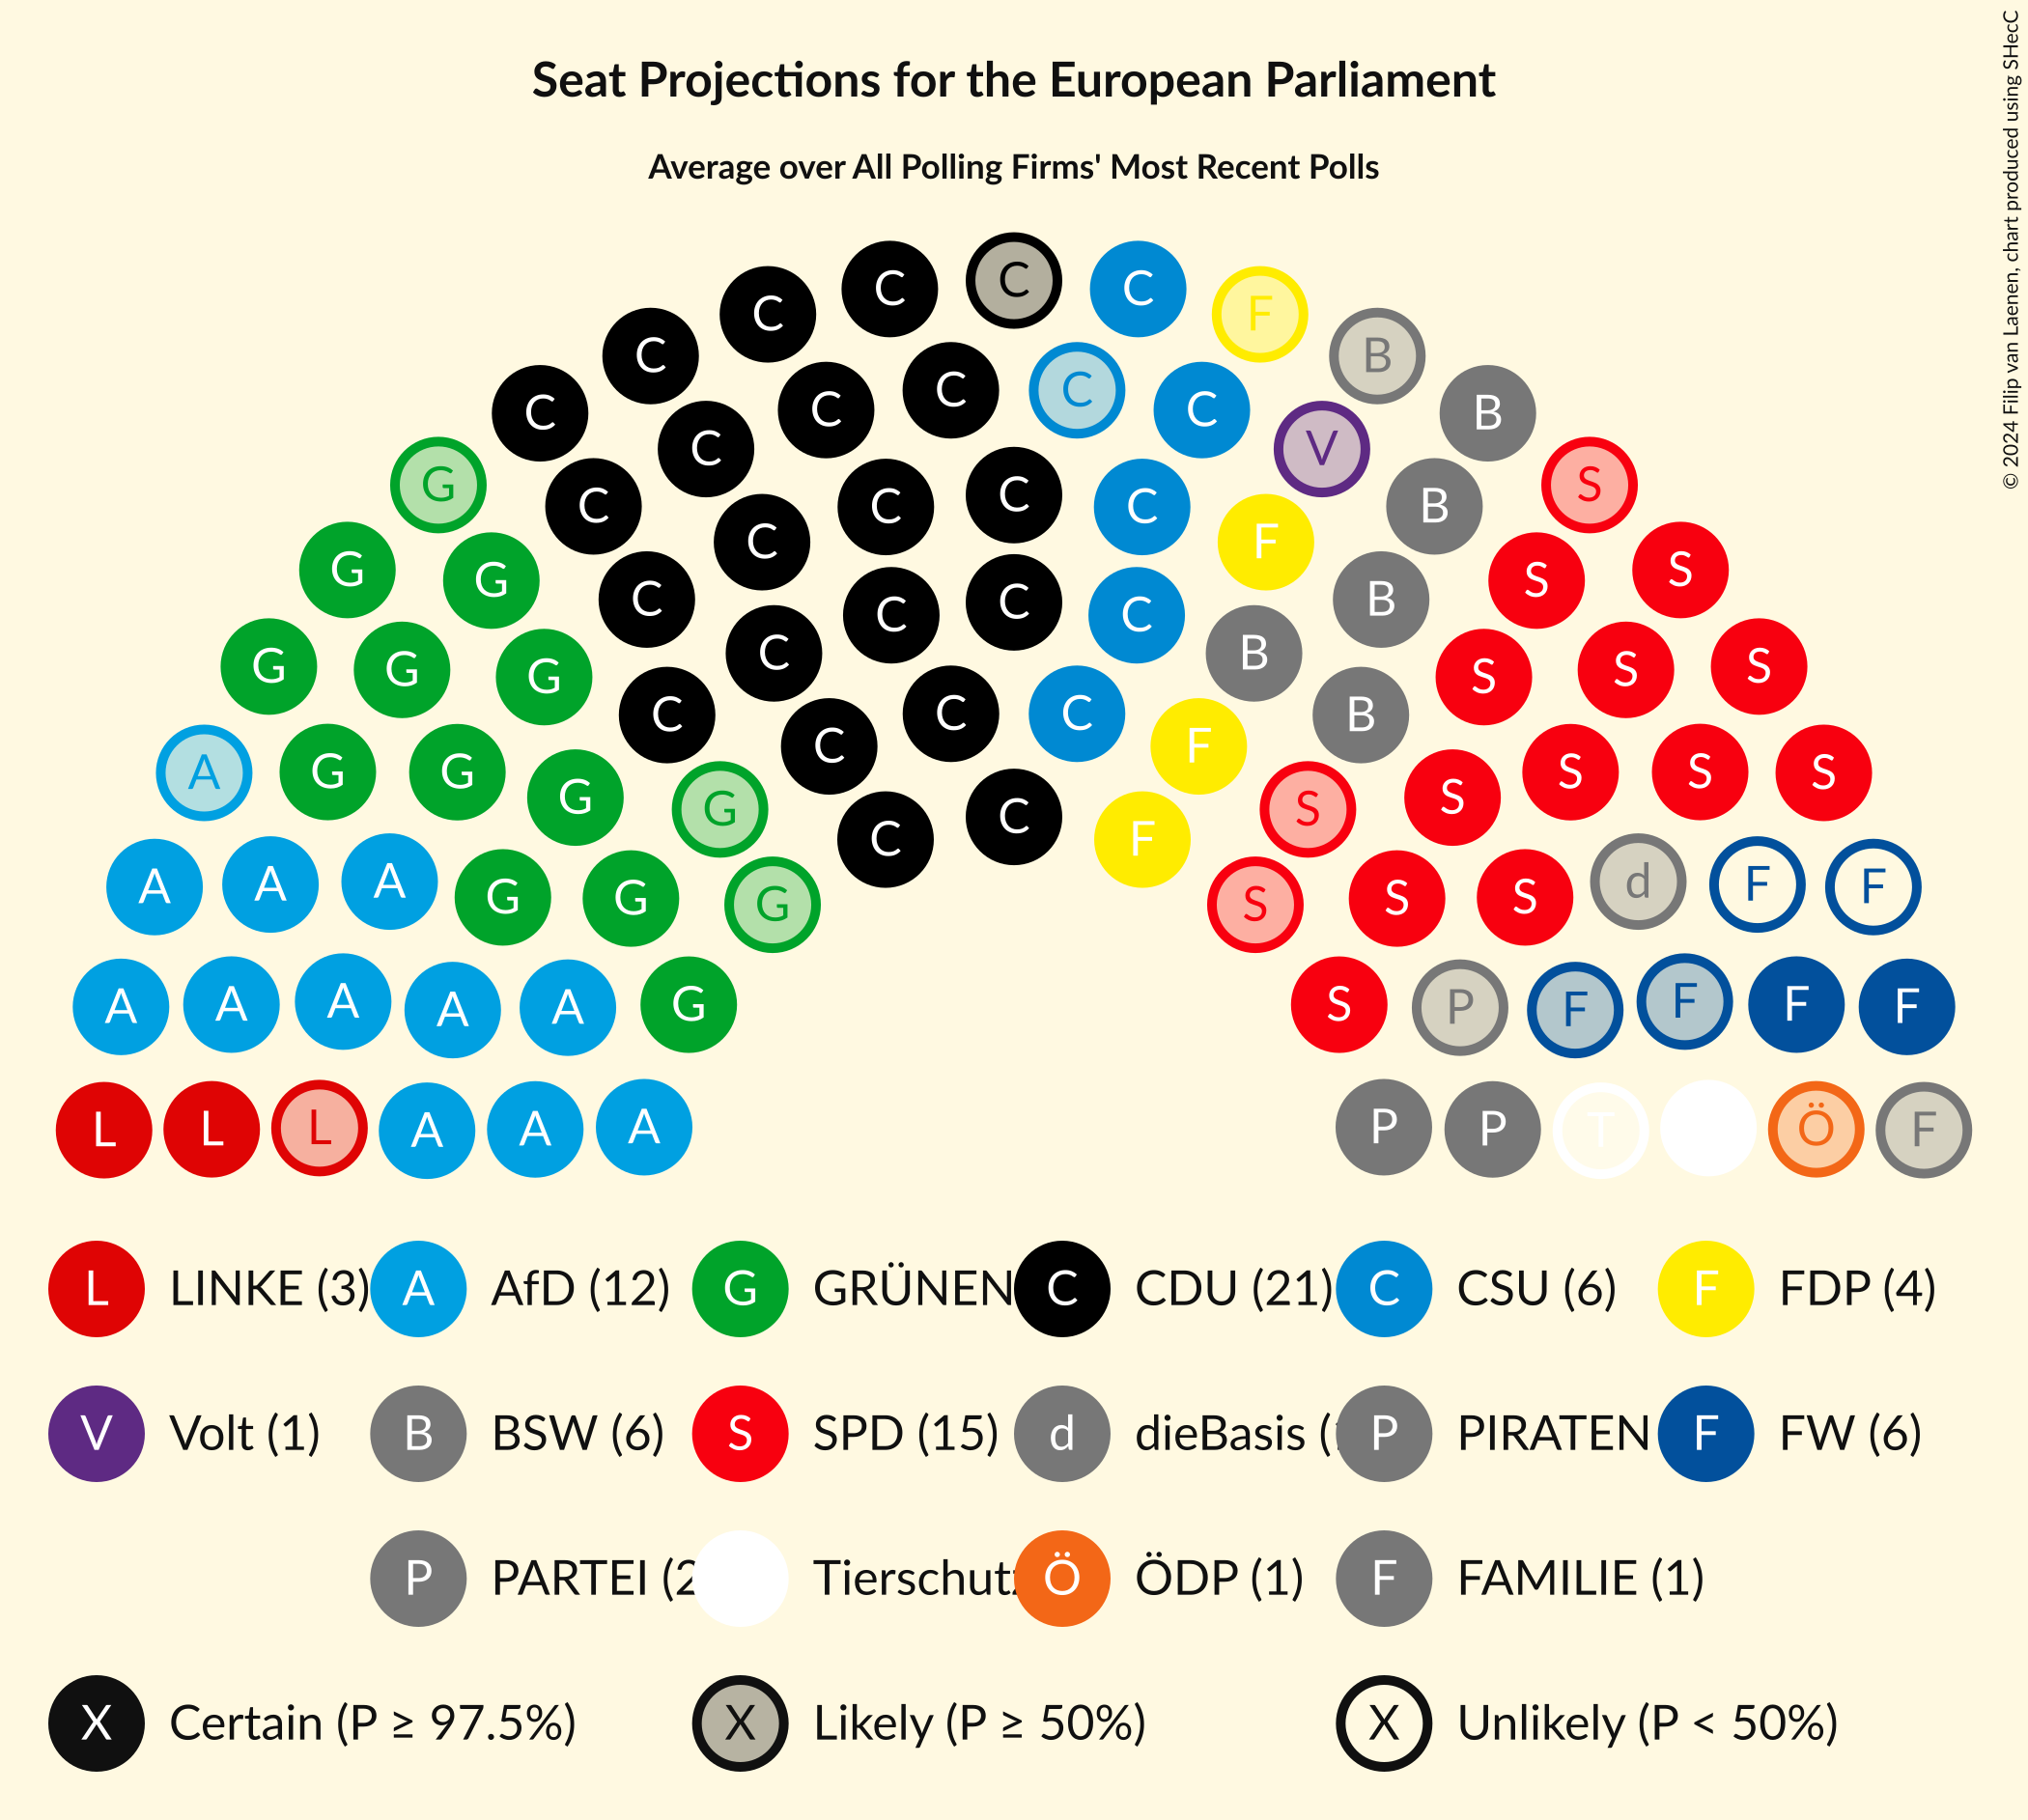 Seat Projections for the European Parliament
Average over All Polling Firms' Most Recent Polls
© 2024 Filip van Laenen, chart produced using SHecC
C C C F
C C B
C C C C B
C C V
G C C C C S
C C B
G G C F S S
C B
G G G C C C B S S S
C C C B
A G G G G C F S S S S S
C C F
A A A G G G S S S d F F
A A A A A G S P F F F F
L L L A A A P P T Ö F
L LINKE (3) A AfD (12) G GRÜNEN C CDU (21) C CSU (6) F FDP (4)
V Volt (1) B BSW (6) S SPD (15) d dieBasis ( P PIRATEN F FW (6)
P PARTEI (2 Tierschutz Ö ÖDP (1) F FAMILIE (1)
X Certain (P ≥ 97.5%) X Likely (P ≥ 50%) X Unlikely (P < 50%)